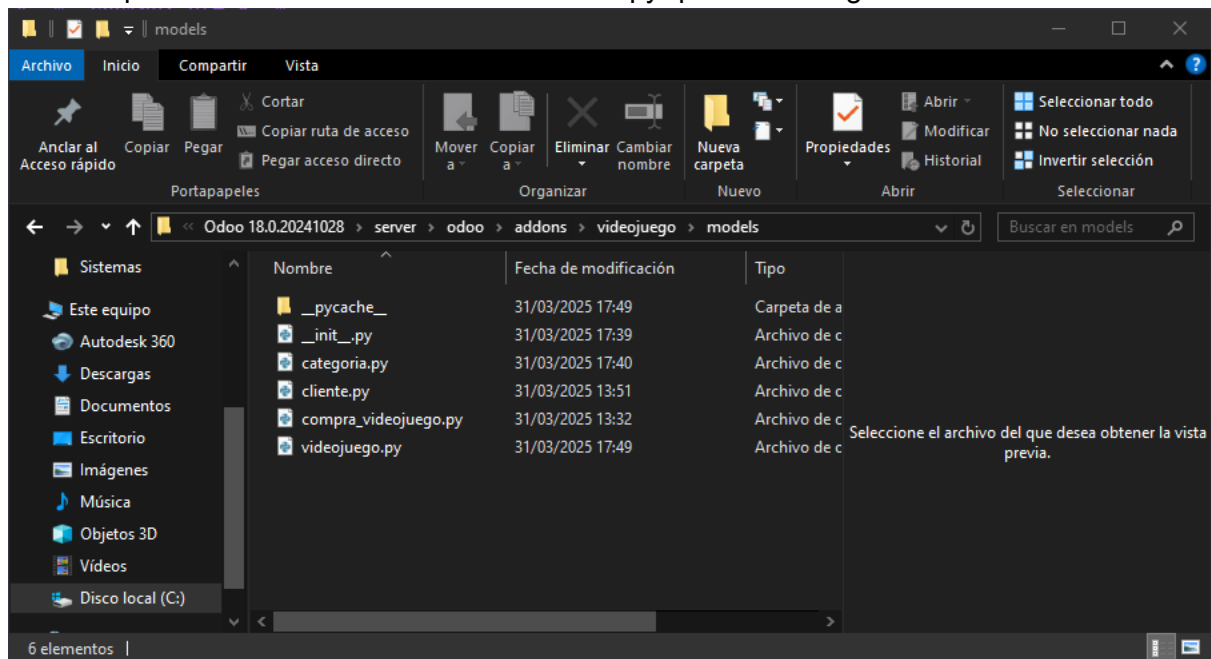 models
Archivo Inicio Compartir Vista
Anclar al Acceso rápido
Copiar
Pegar
Cortar
Copiar ruta de acceso
Pegar acceso directo
Portapapeles
Mover a
Copiar a
Eliminar
Cambiar nombre
Organizar
Nueva carpeta
Nuevo
Propiedades
Abrir
Modificar
Historial
Abrir
Seleccionar todo
No seleccionar nada
Invertir selección
Seleccionar
« Odoo 18.0.20241028 > server > odoo > addons > videojuego > models
Buscar en models
Sistemas
Este equipo
Autodesk 360
Descargas
Documentos
Escritorio
Imágenes
Música
Objetos 3D
Vídeos
Disco local (C:)
Nombre Fecha de modificación Tipo
__pycache__ 31/03/2025 17:49 Carpeta de a
__init__.py 31/03/2025 17:39 Archivo de c
categoria.py 31/03/2025 17:40 Archivo de c
cliente.py 31/03/2025 13:51 Archivo de c
compra_videojuego.py 31/03/2025 13:32 Archivo de c
videojuego.py 31/03/2025 17:49 Archivo de c
Seleccione el archivo del que desea obtener la vista
previa.
6 elementos